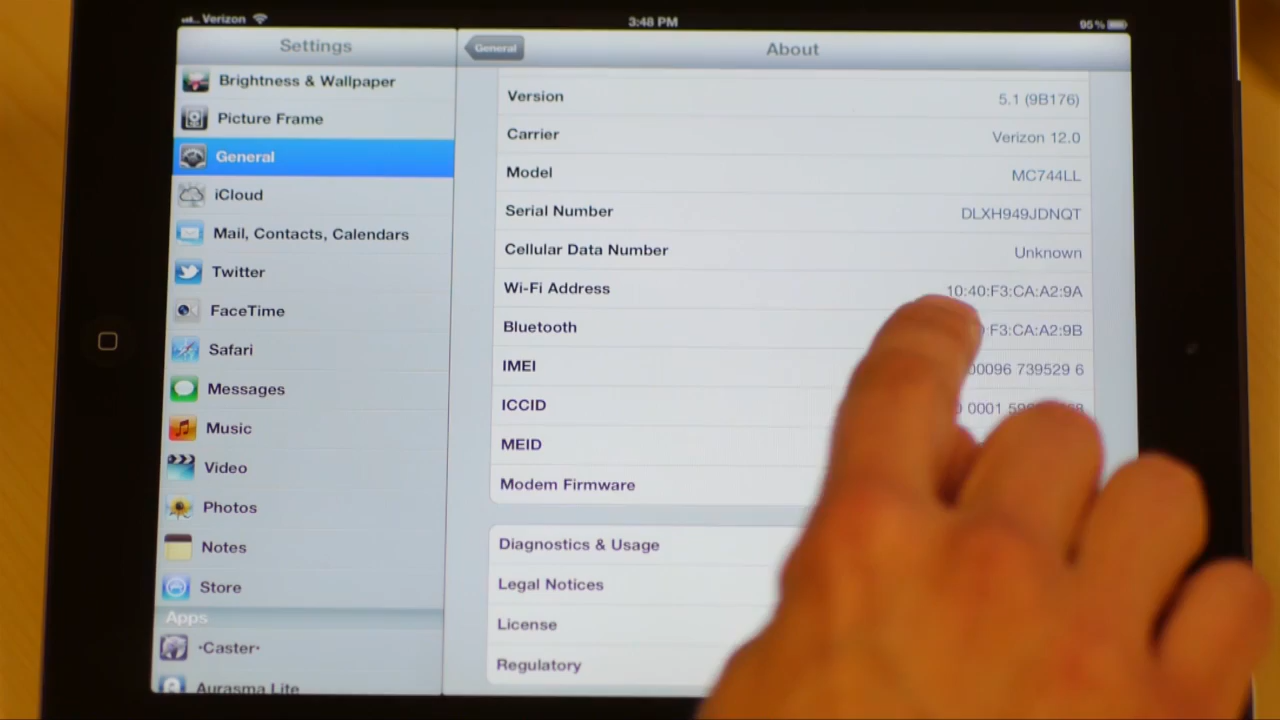 Verizon
3:48 PM
95%
Settings
Brightness & Wallpaper
Picture Frame
General
iCloud
Mail, Contacts, Calendars
Twitter
FaceTime
Safari
Messages
Music
Video
Photos
Notes
Store
Apps
-Caster-
Aurasma Lite
General
About
Version 5.1 (9B176)
Carrier Verizon 12.0
Model MC744LL
Serial Number DLXH949JDNQT
Cellular Data Number Unknown
Wi-Fi Address 10:40:F3:CA:A2:9A
Bluetooth :F3:CA:A2:9B
IMEI 00096 739529 6
ICCID 0001
MEID
Modem Firmware
Diagnostics & Usage
Legal Notices
License
Regulatory